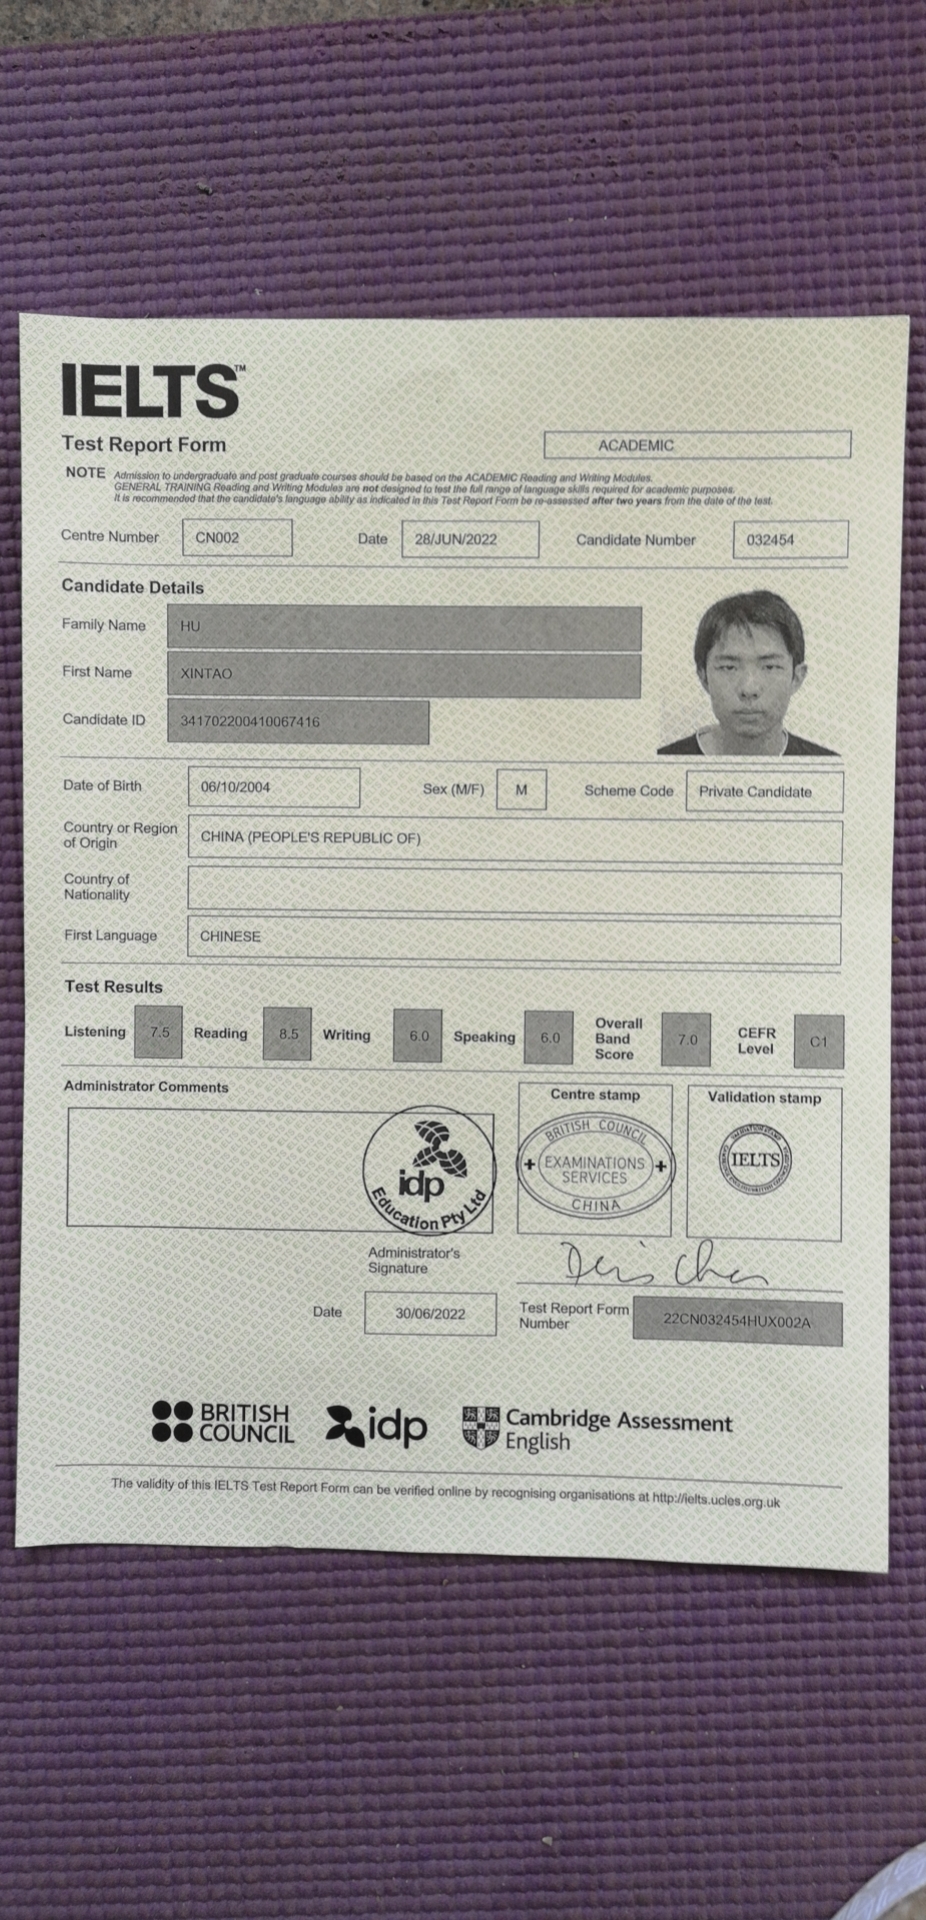 IELTS™
Test Report Form
ACADEMIC
NOTE Admission to undergraduate and post graduate courses should be based on the ACADEMIC Reading and Writing Modules.
GENERAL TRAINING Reading and Writing Modules are not designed to test the full range of language skills required for academic purposes.
It is recommended that the candidate's language ability as indicated in this Test Report Form be re-assessed after two years from the date of the test.
Centre Number CN002 Date 28/JUN/2022 Candidate Number 032454
Candidate Details
Family Name HU
First Name XINTAO
Candidate ID 341702200410067416
Date of Birth 06/10/2004 Sex (M/F) M Scheme Code Private Candidate
Country or Region
of Origin
CHINA (PEOPLE'S REPUBLIC OF)
Country of
Nationality
First Language CHINESE
Test Results
Listening 7.5 Reading 8.5 Writing 6.0 Speaking 6.0 Overall Band Score 7.0 CEFR Level C1
Administrator Comments
idp
Education Pty Ltd
Centre stamp
BRITISH COUNCIL
EXAMINATIONS
SERVICES
CHINA
Validation stamp
IELTS
Administrator's
Signature
Date 30/06/2022
Test Report Form
Number
22CN032454HUX002A
BRITISH
COUNCIL
idp
Cambridge Assessment
English
The validity of this IELTS Test Report Form can be verified online by recognising organisations at http://ielts.ucles.org.uk